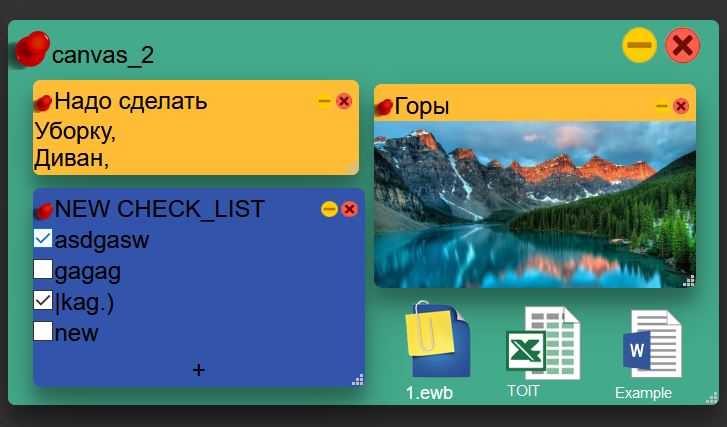 canvas_2
Надо сделать
Уборку,
Диван,
Горы
NEW CHECK_LIST
asdgasw
gagag
|kag.)
new
+
1.ewb
TOIT
Example